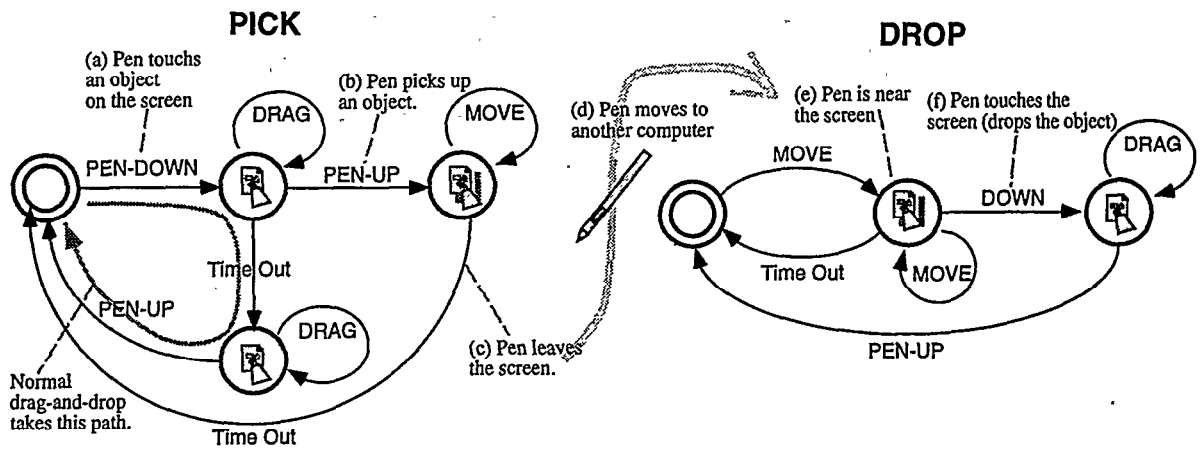 PICK
(a) Pen touchs
an object
on the screen
PEN-DOWN
DRAG
(b) Pen picks up
an object.
PEN-UP
MOVE
Time Out
PEN-UP
DRAG
Normal
drag-and-drop
takes this path.
Time Out
(c) Pen leaves
the screen.
(d) Pen moves to
another computer
DROP
(e) Pen is near
the screen
(f) Pen touches the
screen (drops the object)
MOVE
DOWN
DRAG
Time Out
MOVE
PEN-UP